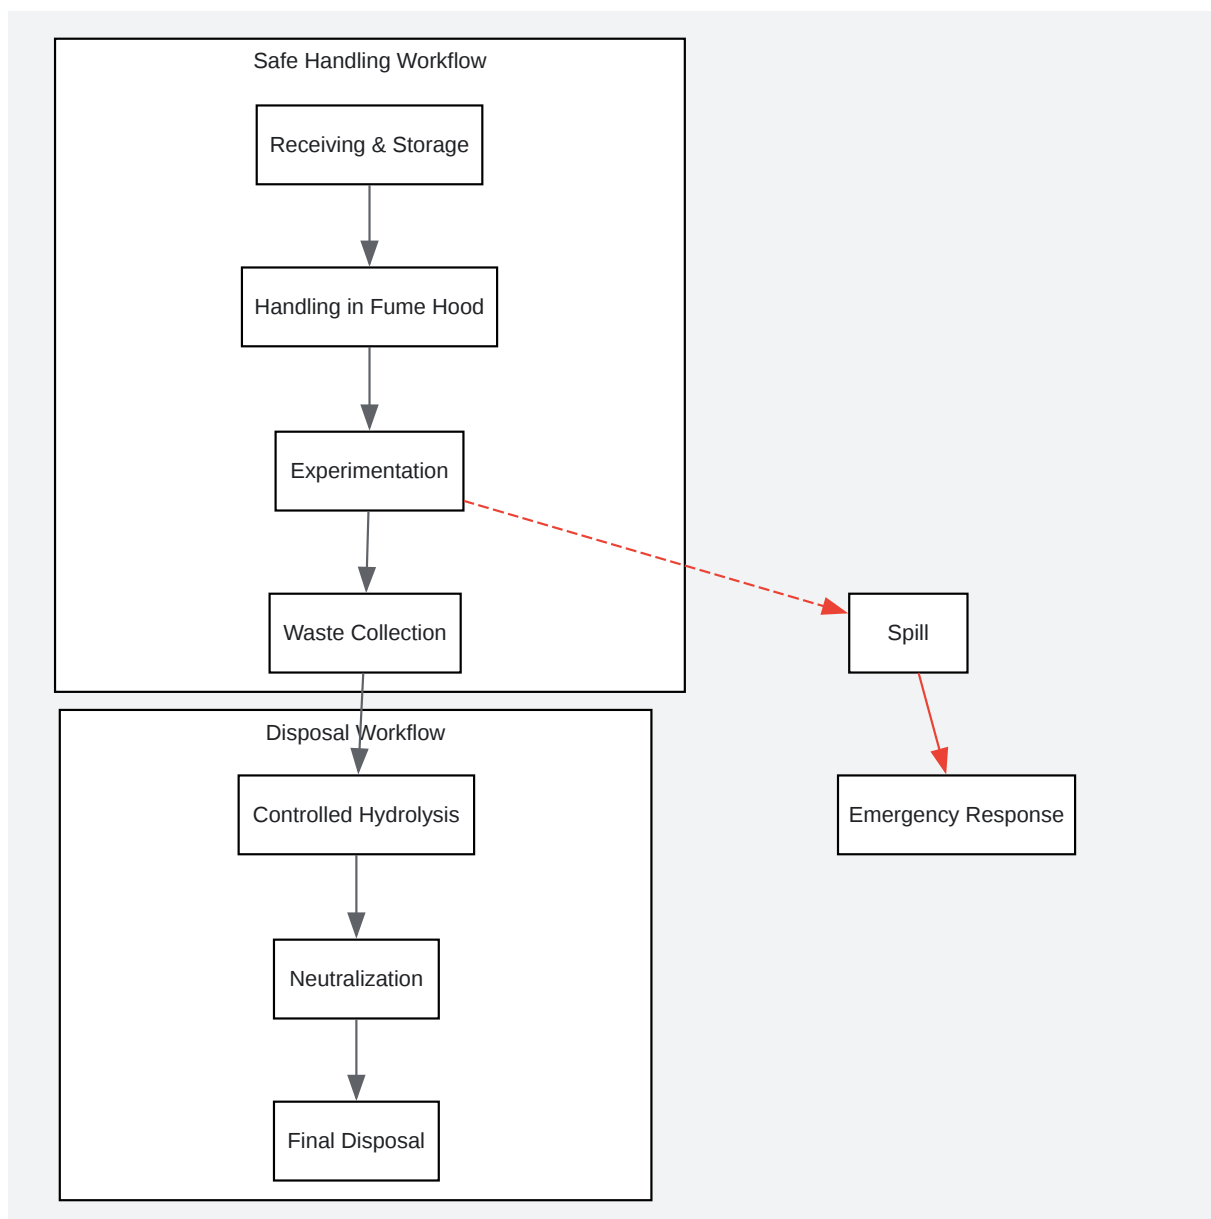 Safe Handling Workflow
Receiving & Storage
Handling in Fume Hood
Experimentation
Waste Collection
Spill
Disposal Workflow
Controlled Hydrolysis
Emergency Response
Neutralization
Final Disposal